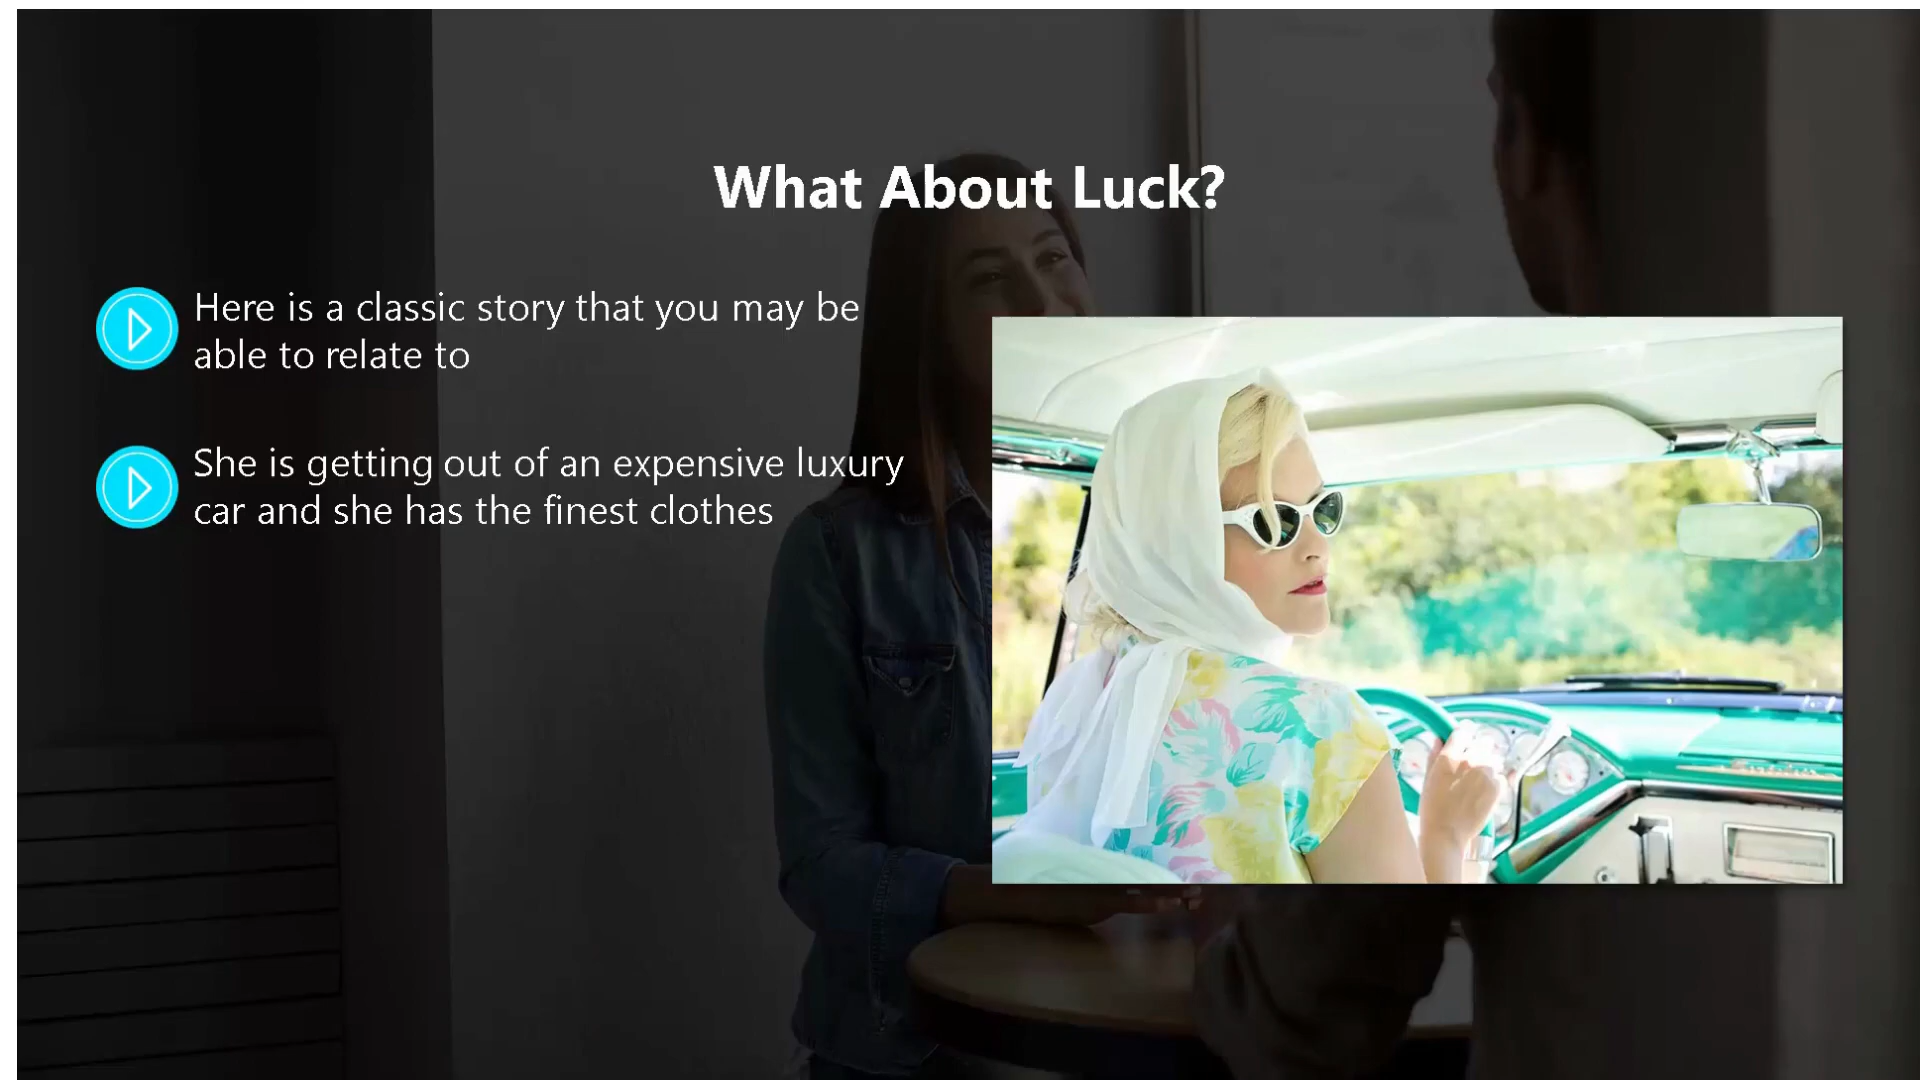 What About Luck?
Here is a classic story that you may be
able to relate to
She is getting out of an expensive luxury
car and she has the finest clothes